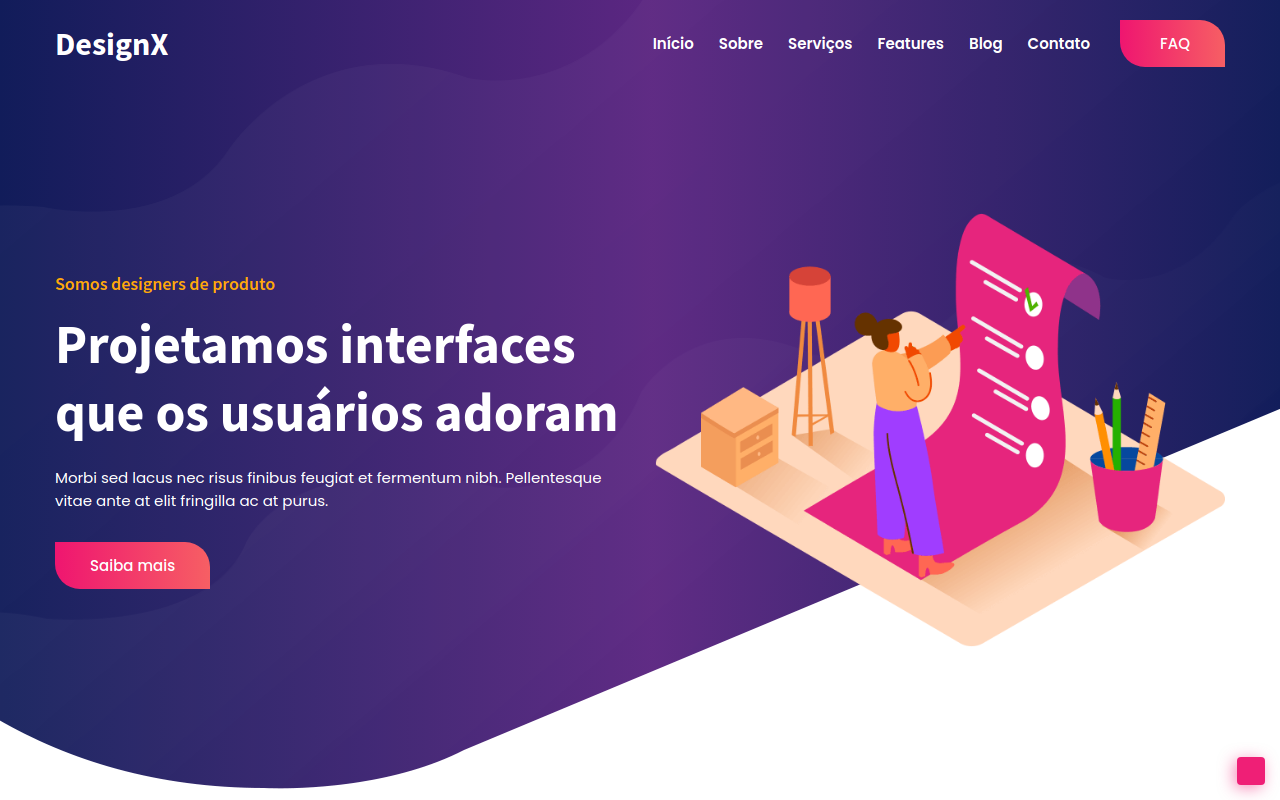 DesignX
Início Sobre Serviços Features Blog Contato FAQ
Somos designers de produto
Projetamos interfaces
que os usuários adoram
Morbi sed lacus nec risus finibus feugiat et fermentum nibh. Pellentesque
vitae ante at elit fringilla ac at purus.
Saiba mais